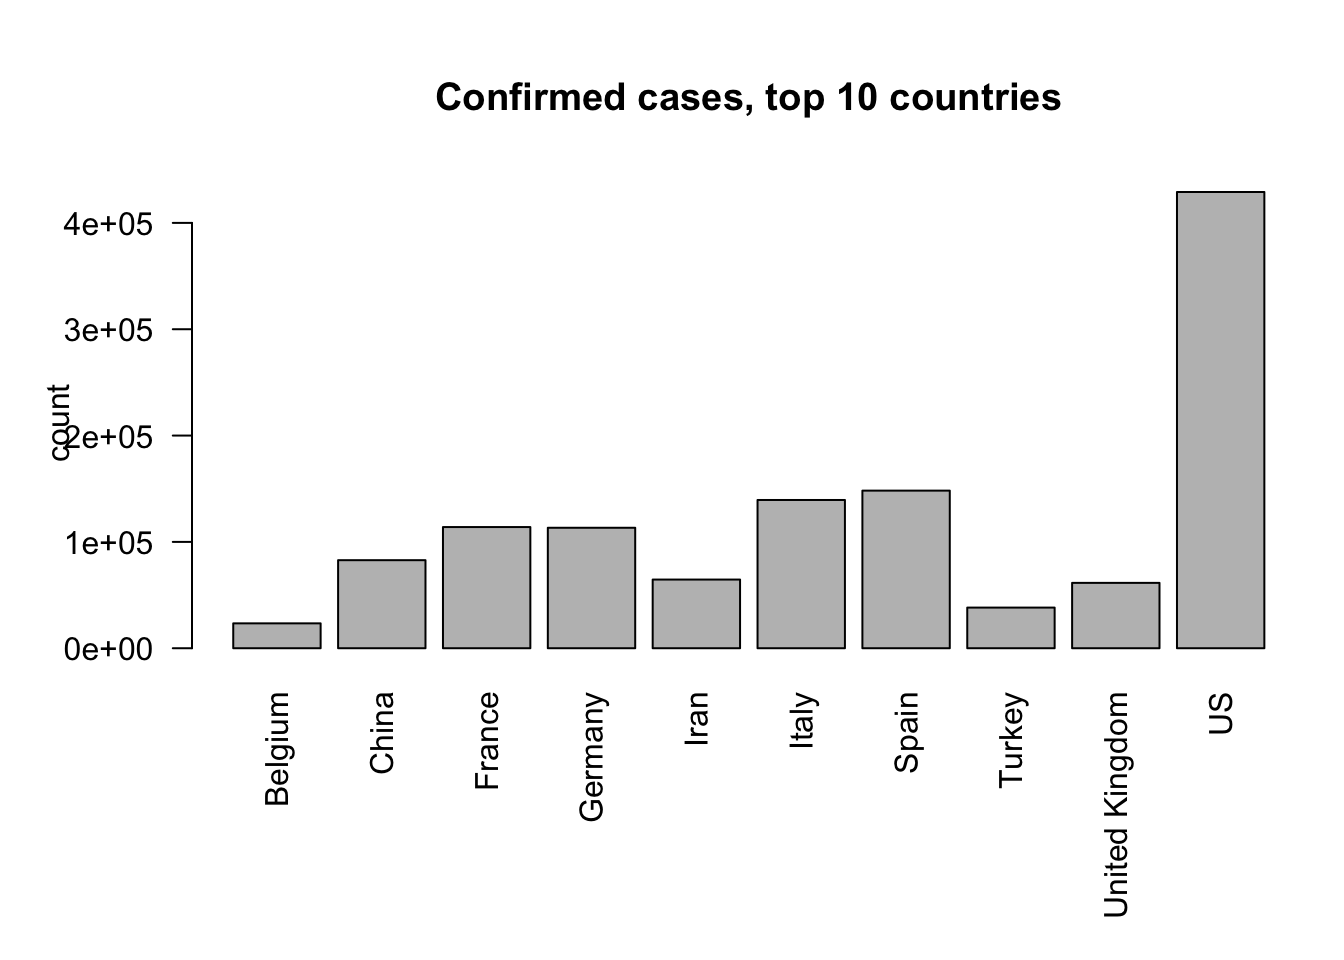 Confirmed cases, top 10 countries
4e+05
3e+05
2e+05
1e+05
0e+00
count
Belgium
China
France
Germany
Iran
Italy
Spain
Turkey
United Kingdom
US